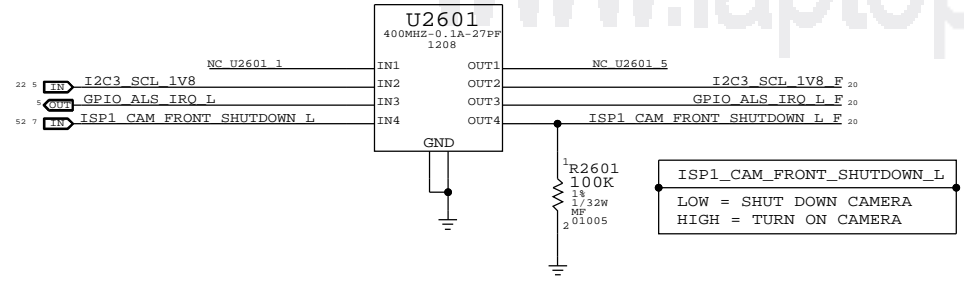 www.laptop
U2601
400MHZ-0.1A-27PF
1208
NC_U2601_1 IN1 OUT1 NC_U2601_5
22 5 IN I2C3_SCL_1V8 IN2 OUT2 I2C3_SCL_1V8_F 20
5 OUT GPIO_ALS_IRQ_L IN3 OUT3 GPIO_ALS_IRQ_L_F 20
52 7 IN ISP1_CAM_FRONT_SHUTDOWN_L IN4 OUT4 ISP1_CAM_FRONT_SHUTDOWN_L_F 20
GND
1
R2601
100K
1%
1/32W
MF
01005
2
ISP1_CAM_FRONT_SHUTDOWN_L
LOW = SHUT DOWN CAMERA
HIGH = TURN ON CAMERA